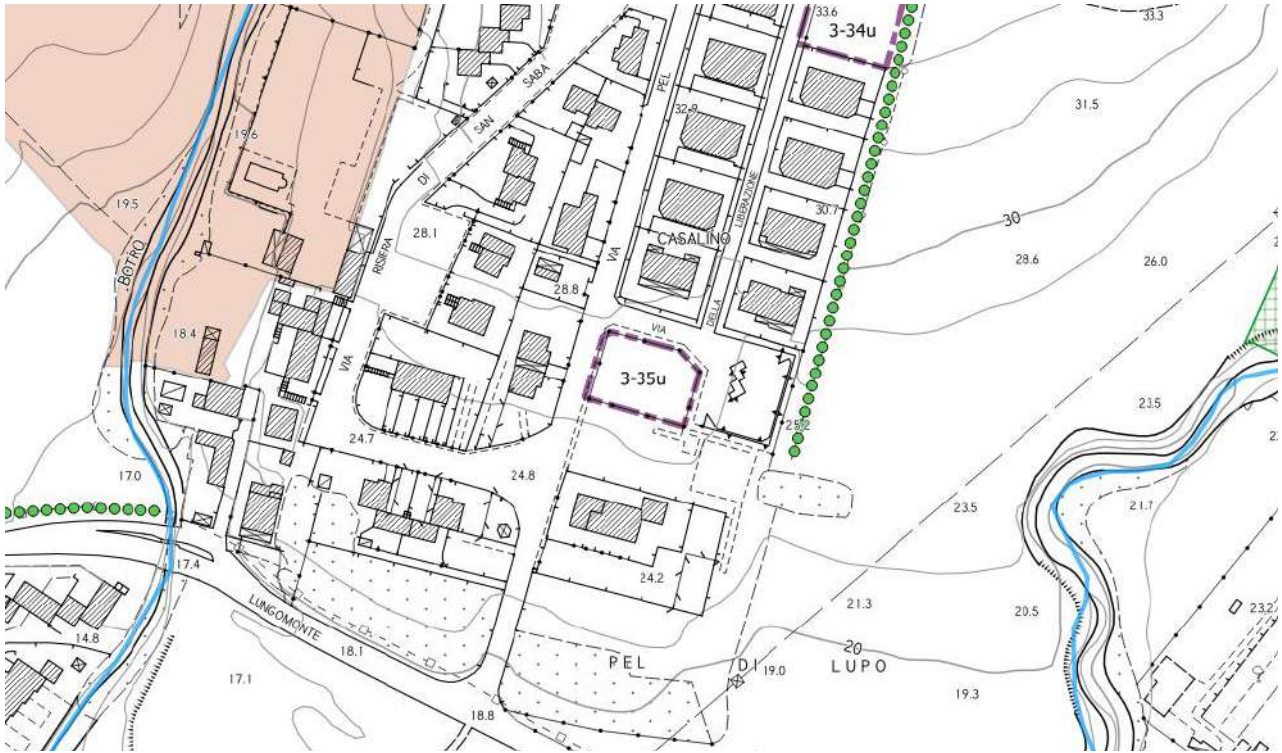 33.6
3-34u
33.3
SABA
PEL
31.5
32.9
SAN
19.6
DI
LIBERAZIONE
19.5
30.7
30
28.1
CASALINO
BOTRO
RISIERA
VIA
28.6
26.0
28.8
DELLA
VIA
18.4
VIA
3-35u
23.5
25.2
24.7
17.0
24.8
23.5
21.7
17.4
24.2
LUNGOMONTE
21.3
20.5
23.2
14.8
18.1
20
PEL DI LUPO
19.0
17.1
19.3
18.8